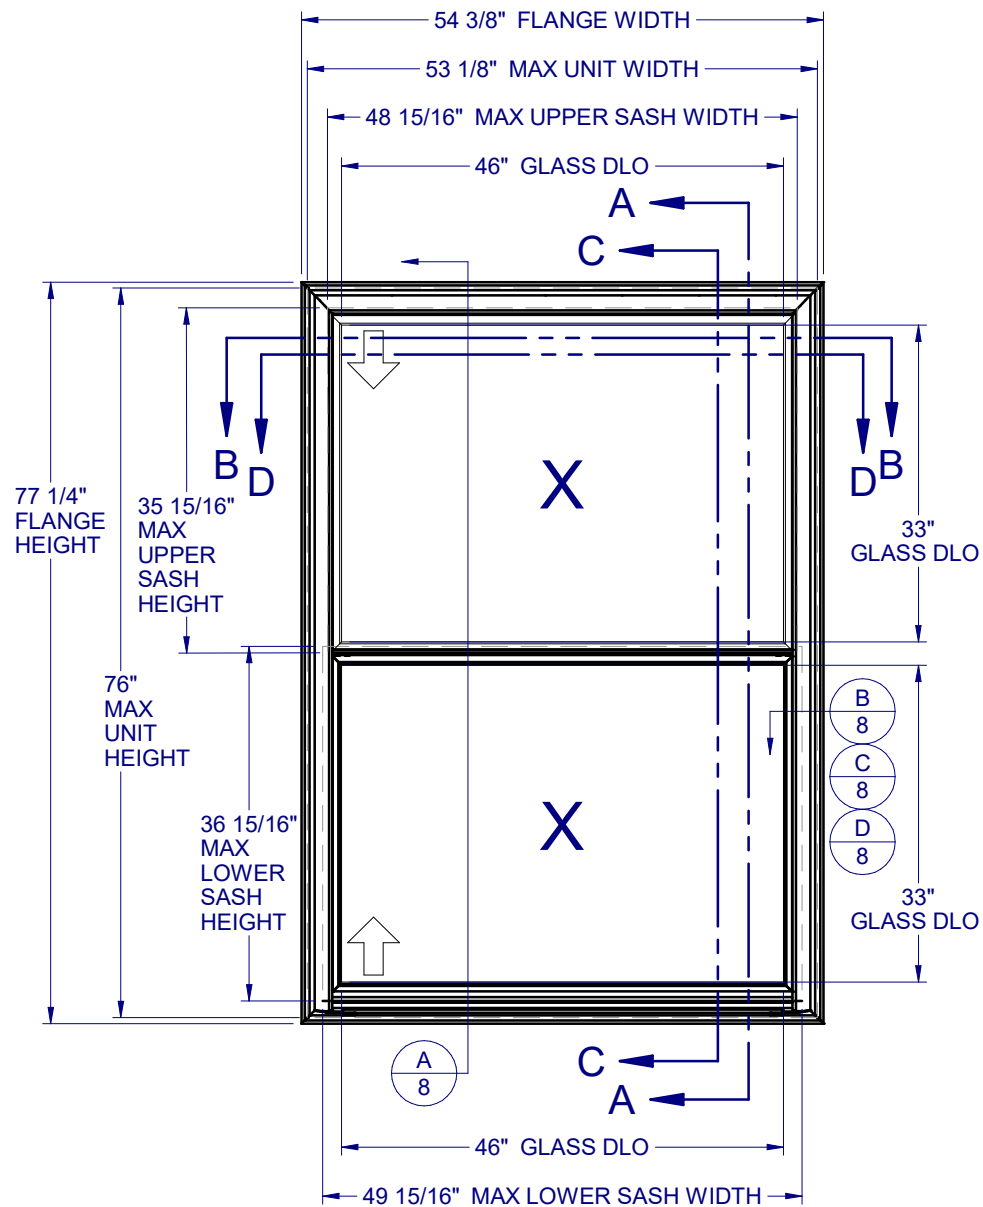 54 3/8" FLANGE WIDTH
53 1/8" MAX UNIT WIDTH
48 15/16" MAX UPPER SASH WIDTH
46" GLASS DLO
A
C
B
D
D
B
X
77 1/4"
FLANGE
HEIGHT
35 15/16"
MAX
UPPER
SASH
HEIGHT
33"
GLASS DLO
76"
MAX
UNIT
HEIGHT
B
8
C
8
D
8
X
36 15/16"
MAX
LOWER
SASH
HEIGHT
33"
GLASS DLO
A
8
C
A
46" GLASS DLO
49 15/16" MAX LOWER SASH WIDTH